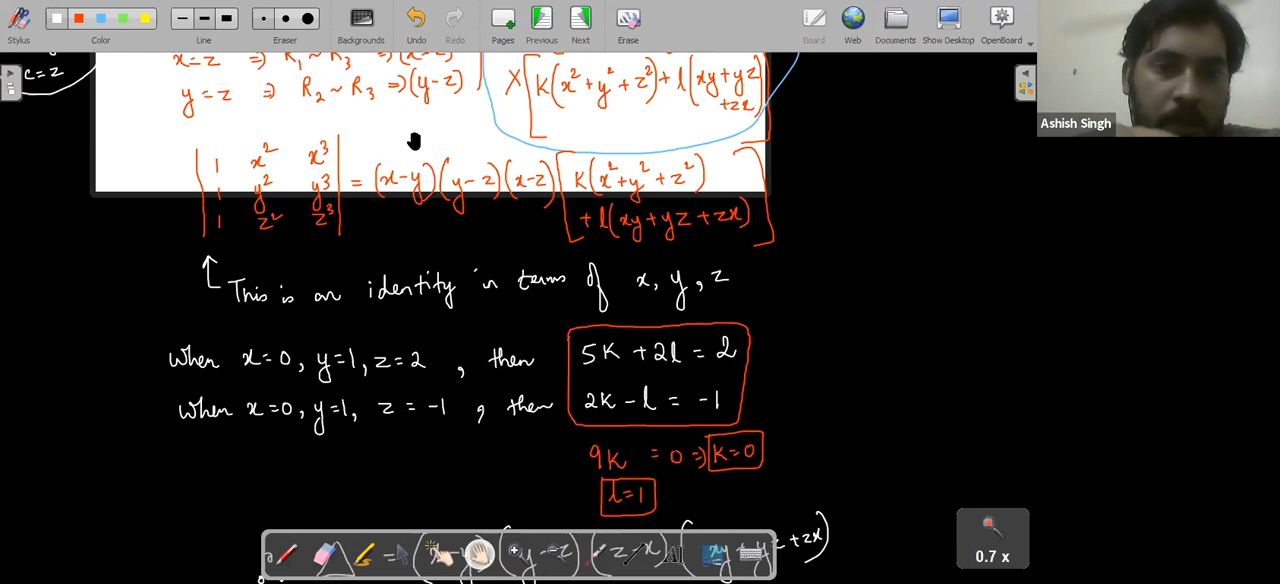 Stylus
Color
Line
Eraser
Backgrounds
Undo
Redo
Pages
Previous
Next
Erase
Board
Web
Documents
Show Desktop
OpenBoard
Ashish Singh
C=z
x=z ⇒ R₁ ~ R₃ ⇒ (x-z)
y=z ⇒ R₂ ~ R₃ ⇒ (y-z)
X [K(x²+y²+z²)+l(xy+yz
+zx)]
| 1 x² x³ |
| 1 y² y³ | = (x-y)(y-z)(x-z) [K(x²+y²+z²)
| 1 z² z³ | + l(xy+yz+zx)]
↑ This is an identity in terms of x, y, z
When x=0, y=1, z=2, then 5K + 2l = 2
When x=0, y=1, z = -1, then 2K - l = -1
9K = 0 ⇒ K=0
l=1
xy+yz+zx)
0.7 x